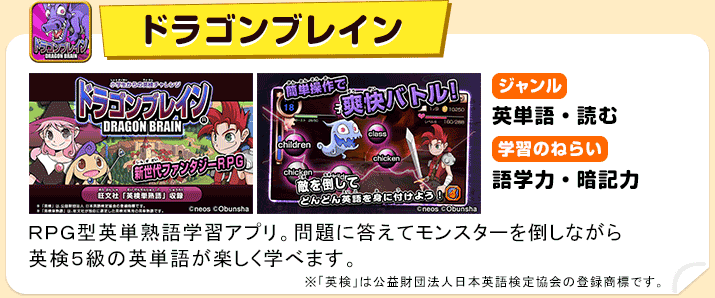 ドラゴンブレイン
DRAGON BRAIN
小学生からの英検チャレンジ
ドラゴンブレイン
DRAGON BRAIN
新世代ファンタジーRPG
旺文社「英検単熟語」収録
©neos ©Obunsha
簡単操作で
爽快バトル!
18
children
class
chicken
chicken
敵を倒して
どんどん英語を身に付けよう!
©neos ©Obunsha
ジャンル
英単語・読む
学習のねらい
語学力・暗記力
RPG型英単熟語学習アプリ。問題に答えてモンスターを倒しながら
英検5級の英単語が楽しく学べます。
※「英検」は公益財団法人日本英語検定協会の登録商標です。